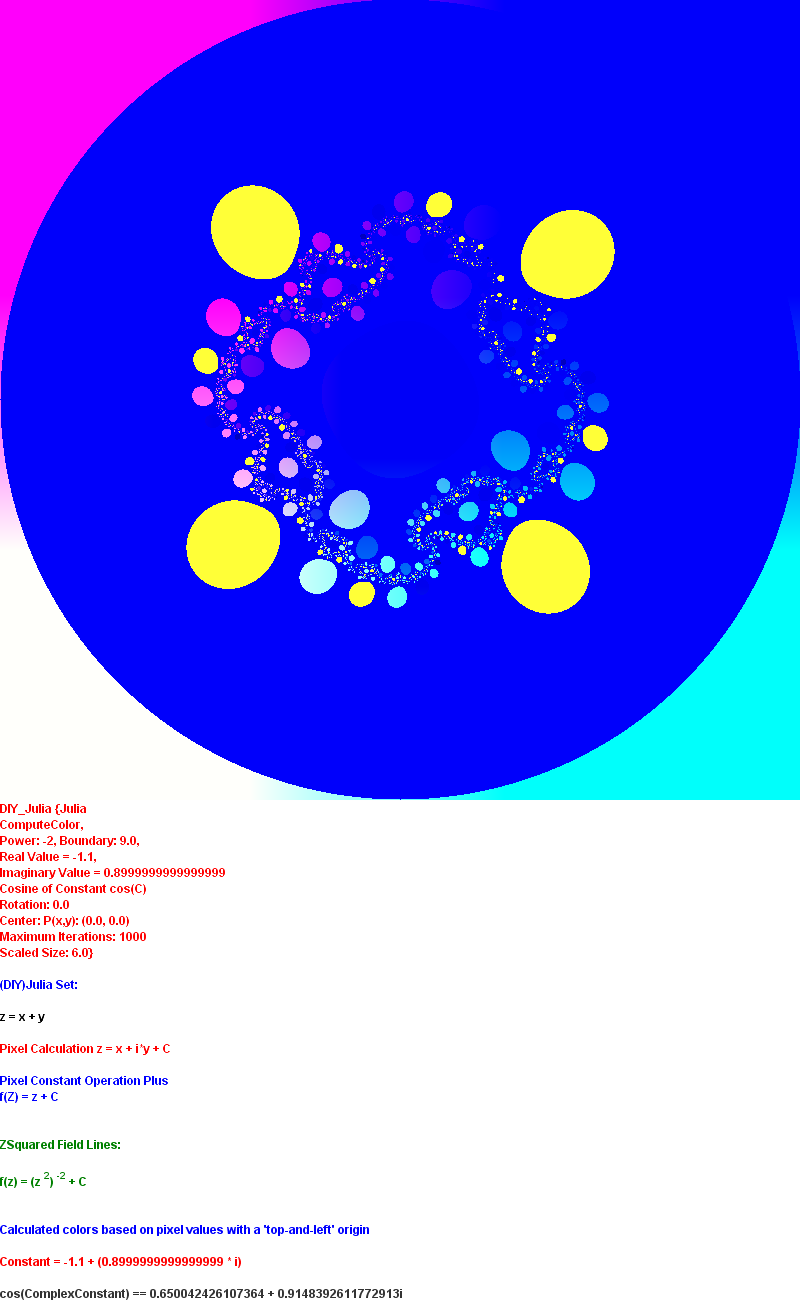 DIY_Julia {Julia
ComputeColor,
Power: -2, Boundary: 9.0,
Real Value = -1.1,
Imaginary Value = 0.8999999999999999
Cosine of Constant cos(C)
Rotation: 0.0
Center: P(x,y): (0.0, 0.0)
Maximum Iterations: 1000
Scaled Size: 6.0}
(DIY)Julia Set:
z = x + y
Pixel Calculation z = x + i*y + C
Pixel Constant Operation Plus
f(Z) = z + C
ZSquared Field Lines:
f(z) = (z ²) ⁻² + C
Calculated colors based on pixel values with a 'top-and-left' origin
Constant = -1.1 + (0.8999999999999999 * i)
cos(ComplexConstant) == 0.650042426107364 + 0.9148392611772913i